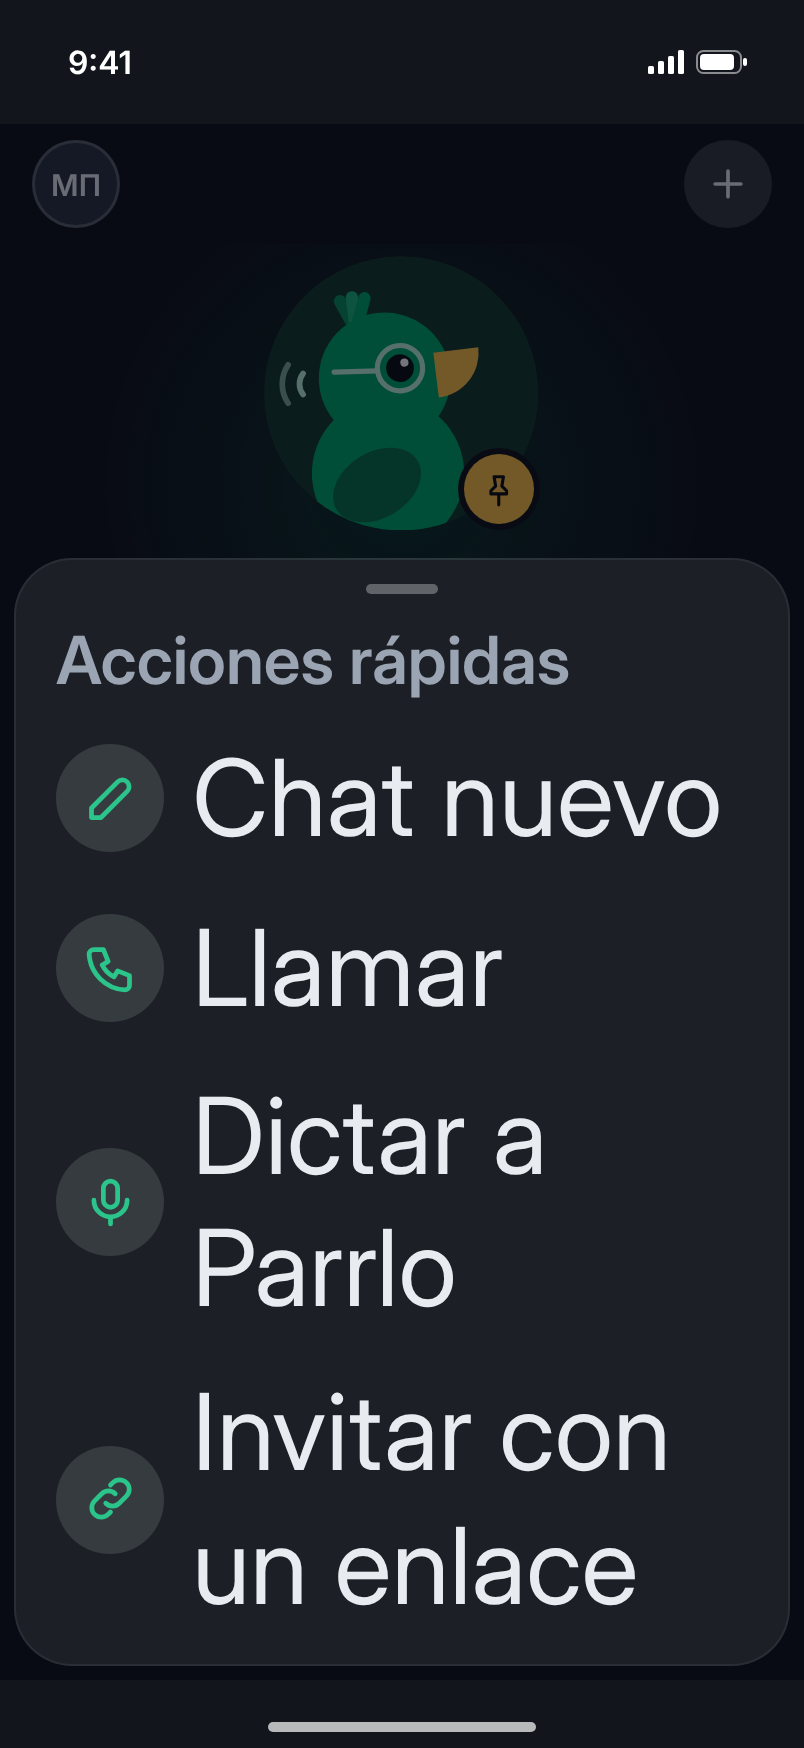 9:41
МП
Acciones rápidas
Chat nuevo
Llamar
Dictar a
Parrlo
Invitar con
un enlace